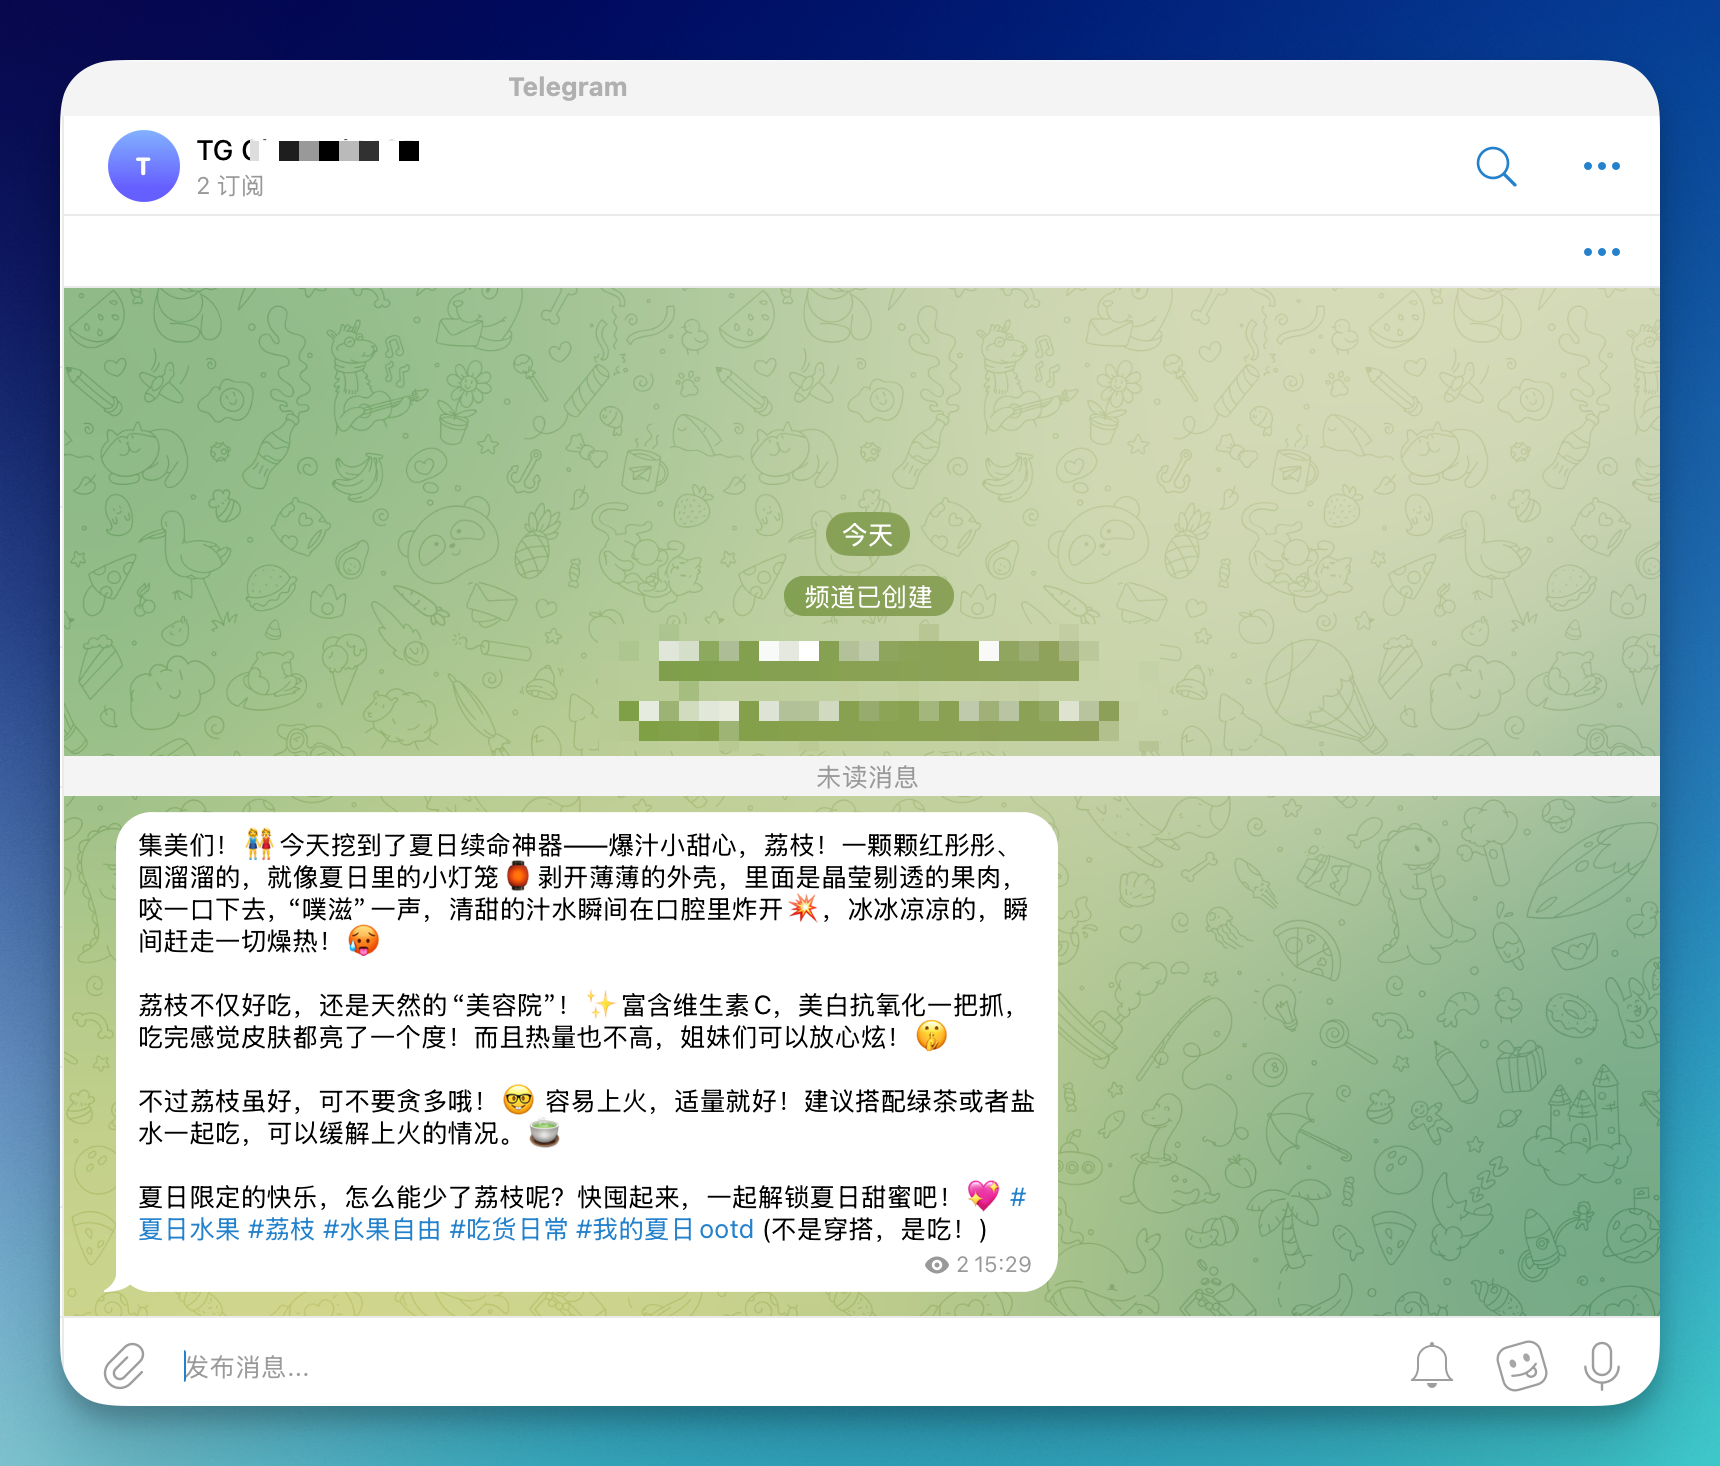 Telegram
T
TG
2 订阅
今天
频道已创建
未读消息
集美们！👭今天挖到了夏日续命神器——爆汁小甜心，荔枝！一颗颗红彤彤、
圆溜溜的，就像夏日里的小灯笼🏮剥开薄薄的外壳，里面是晶莹剔透的果肉，
咬一口下去，“噗滋”一声，清甜的汁水瞬间在口腔里炸开💥，冰冰凉凉的，瞬
间赶走一切燥热！🥵
荔枝不仅好吃，还是天然的“美容院”！✨富含维生素C，美白抗氧化一把抓，
吃完感觉皮肤都亮了一个度！而且热量也不高，姐妹们可以放心炫！🤫
不过荔枝虽好，可不要贪多哦！🤓 容易上火，适量就好！建议搭配绿茶或者盐
水一起吃，可以缓解上火的情况。🍵
夏日限定的快乐，怎么能少了荔枝呢？快囤起来，一起解锁夏日甜蜜吧！💖 #
夏日水果 #荔枝 #水果自由 #吃货日常 #我的夏日ootd (不是穿搭，是吃！)
2 15:29
发布消息...